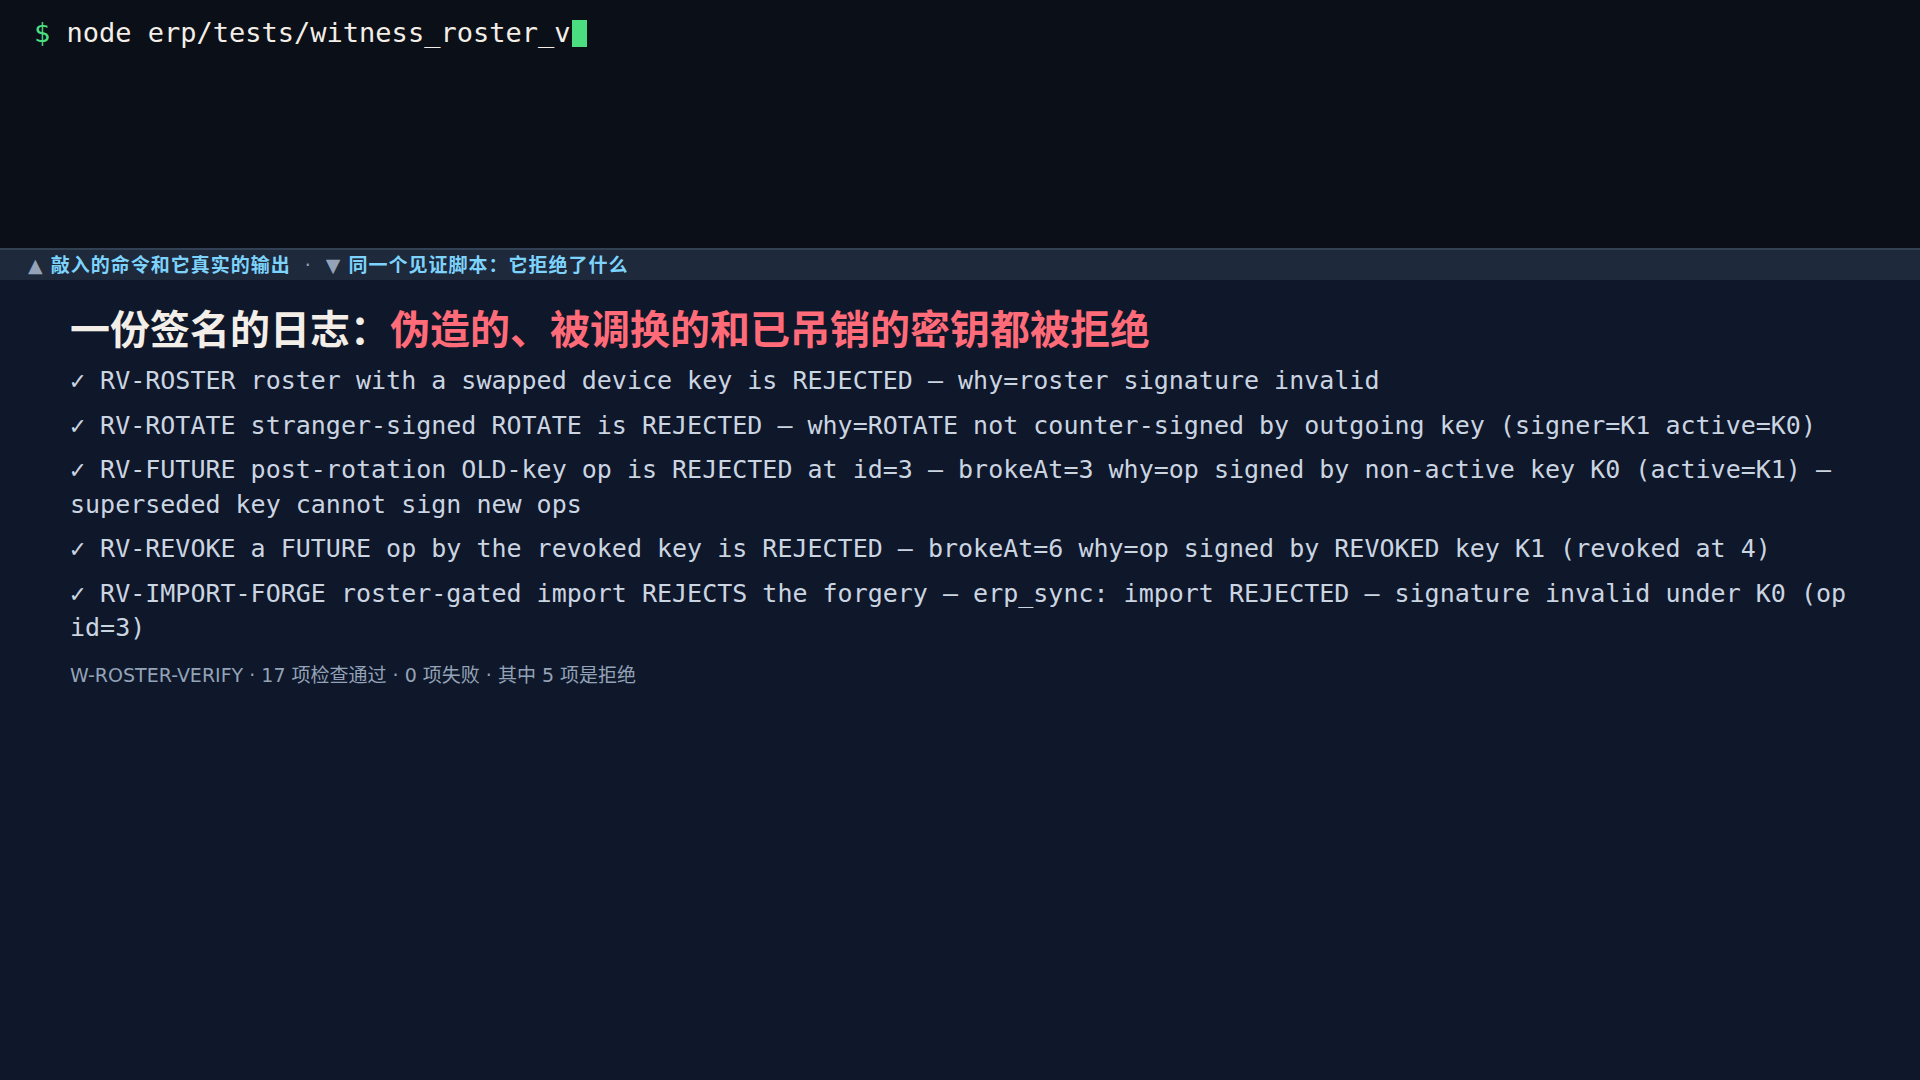 $ node erp/tests/witness_roster_v
▲ 敲入的命令和它真实的输出 · ▼ 同一个见证脚本：它拒绝了什么
一份签名的日志：伪造的、被调换的和已吊销的密钥都被拒绝
✓ RV-ROSTER roster with a swapped device key is REJECTED — why=roster signature invalid
✓ RV-ROTATE stranger-signed ROTATE is REJECTED — why=ROTATE not counter-signed by outgoing key (signer=K1 active=K0)
✓ RV-FUTURE post-rotation OLD-key op is REJECTED at id=3 — brokeAt=3 why=op signed by non-active key K0 (active=K1) —
superseded key cannot sign new ops
✓ RV-REVOKE a FUTURE op by the revoked key is REJECTED — brokeAt=6 why=op signed by REVOKED key K1 (revoked at 4)
✓ RV-IMPORT-FORGE roster-gated import REJECTS the forgery — erp_sync: import REJECTED — signature invalid under K0 (op
id=3)
W-ROSTER-VERIFY · 17 项检查通过 · 0 项失败 · 其中 5 项是拒绝